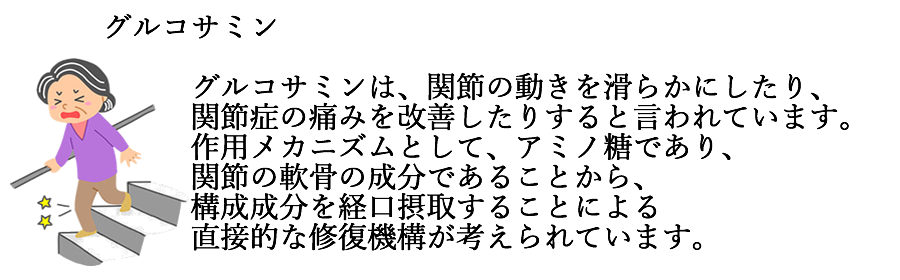 グルコサミン
グルコサミンは、関節の動きを滑らかにしたり、
関節症の痛みを改善したりすると言われています。
作用メカニズムとして、アミノ糖であり、
関節の軟骨の成分であることから、
構成成分を経口摂取することによる
直接的な修復機構が考えられています。